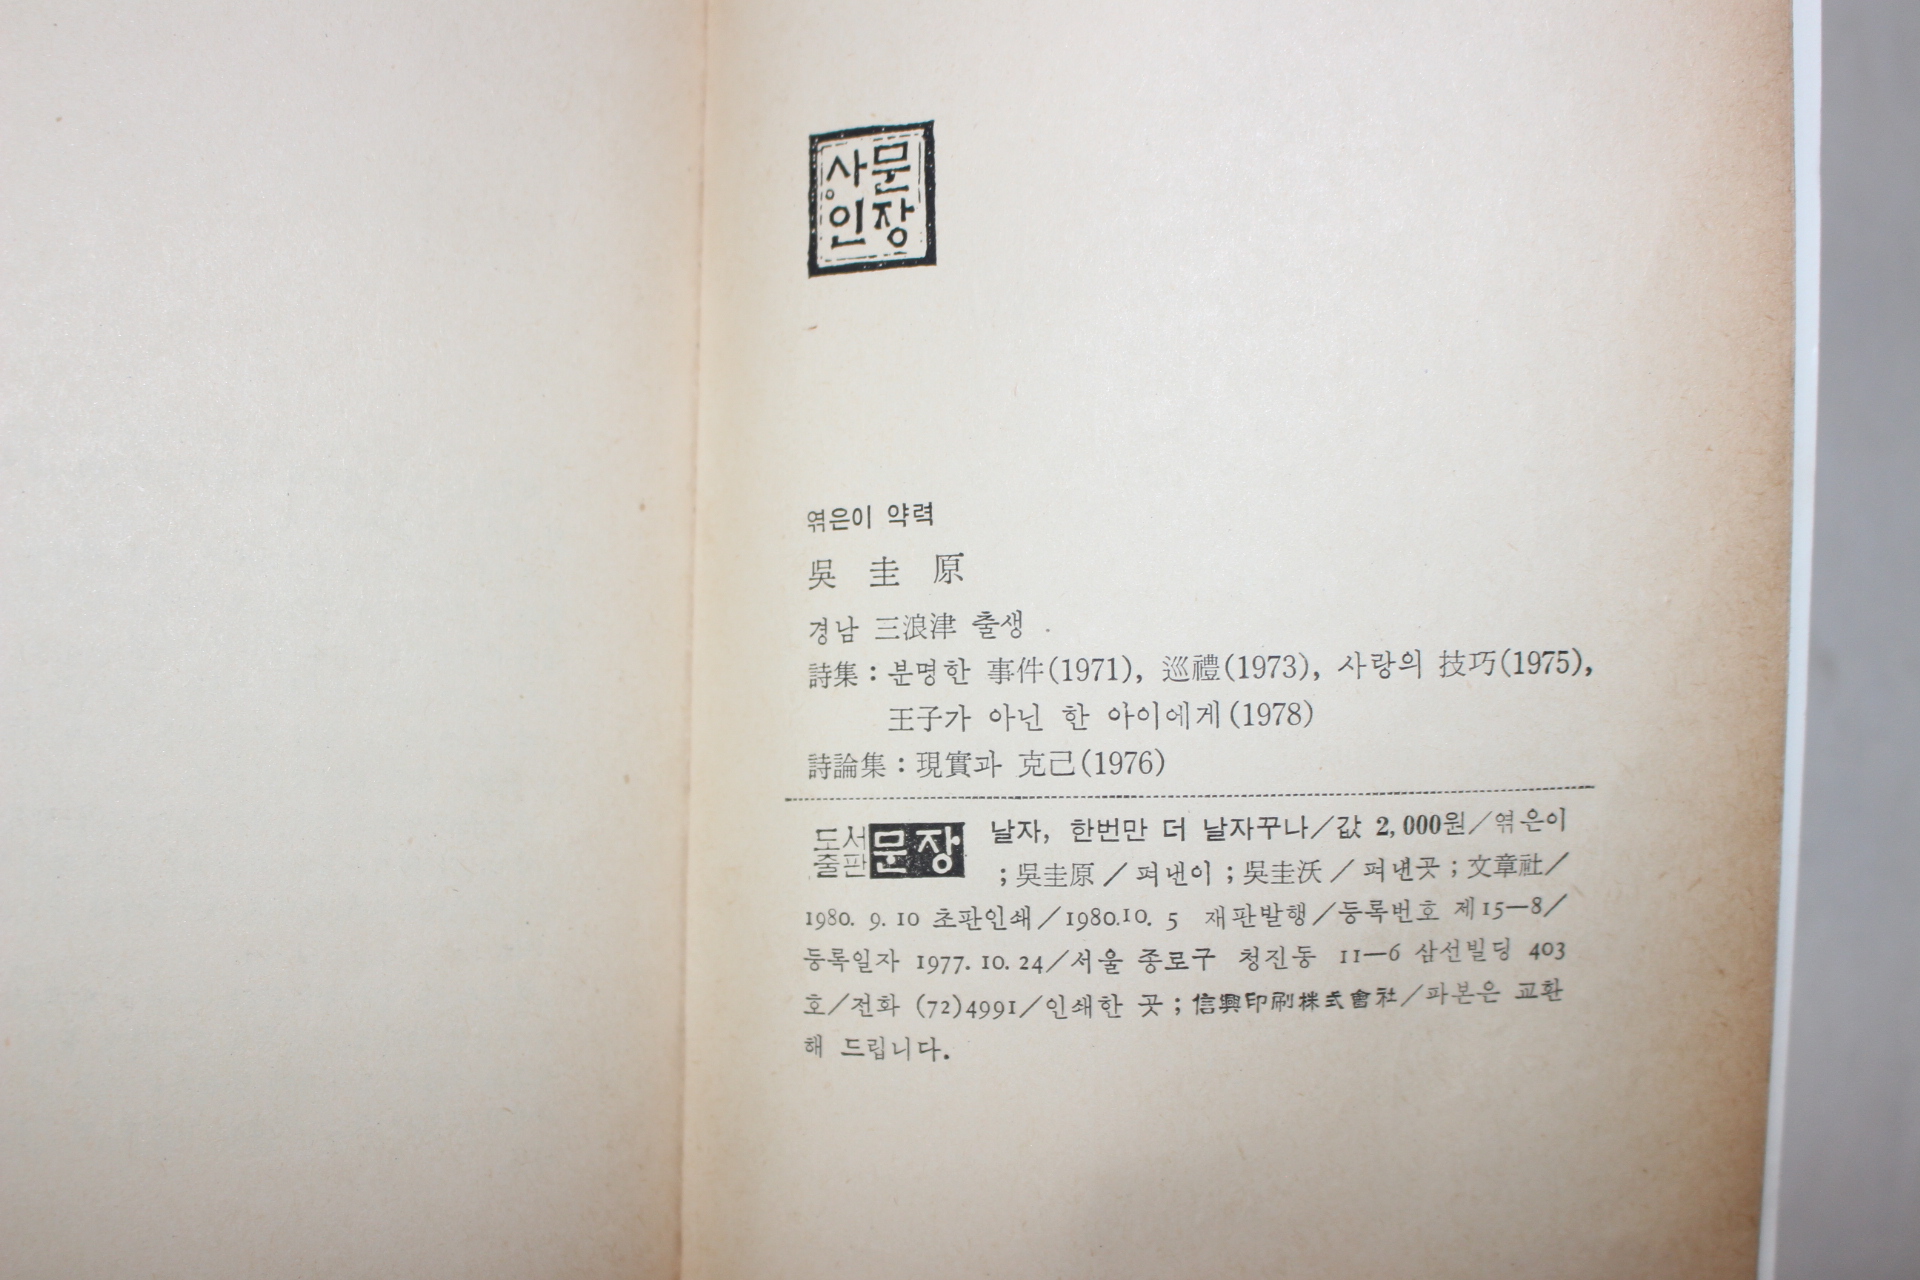 문장
사인
엮은이 약력
吳 圭 原
경남 三浪津 출생
詩集 : 분명한 事件(1971), 巡禮(1973), 사랑의 技巧(1975),
王子가 아닌 한 아이에게(1978)
詩論集 : 現實과 克己(1976)
도서출판 문장 날자, 한번만 더 날자꾸나／값 2,000원／엮은이
; 吳圭原／펴낸이 ; 吳圭沃／펴낸곳 ; 文章社／
1980. 9. 10 초판인쇄／1980.10. 5 재판발행／등록번호 제15—8／
등록일자 1977. 10. 24／서울 종로구 청진동 11—6 삼선빌딩 403
호／전화 (72)4991／인쇄한 곳 ; 信興印刷株式會社／파본은 교환
해 드립니다.